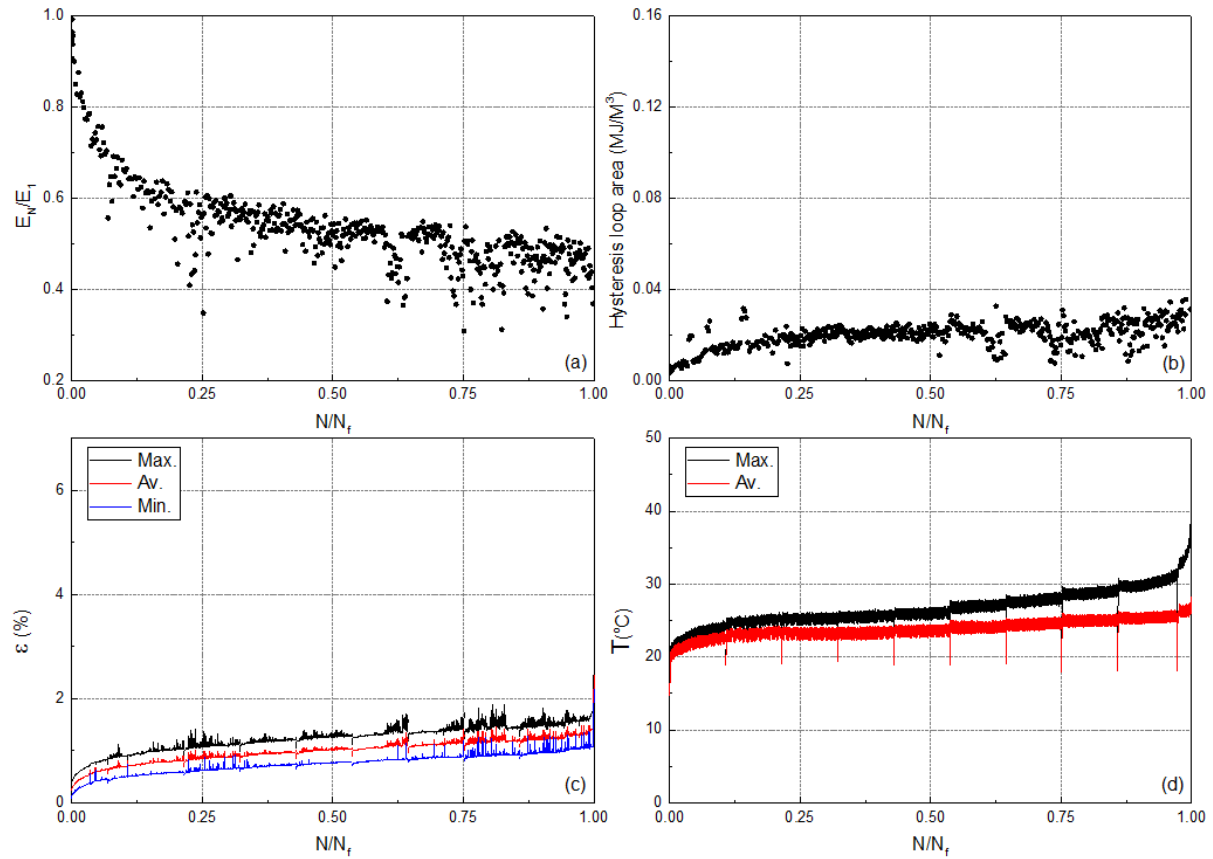 1.0
0.8
0.6
0.4
0.2
E_N/E_1
0.00 0.25 0.50 0.75 1.00
N/N_f
(a)
0.16
0.12
0.08
0.04
0.00
Hysteresis loop area (MJ/M³)
0.00 0.25 0.50 0.75 1.00
N/N_f
(b)
Max.
Av.
Min.
6
4
2
0
ε (%)
0.00 0.25 0.50 0.75 1.00
N/N_f
(c)
Max.
Av.
50
40
30
20
10
0
T(°C)
0.00 0.25 0.50 0.75 1.00
N/N_f
(d)